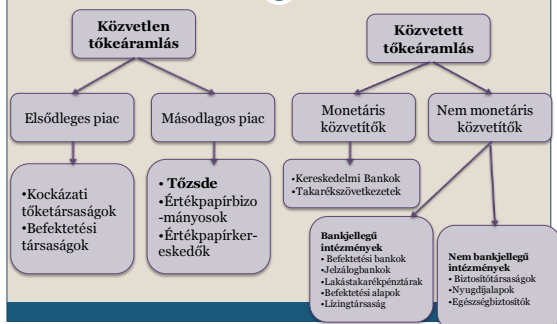 Közvetlen
tőkeáramlás
Közvetett
tőkeáramlás
Elsődleges piac
Másodlagos piac
Monetáris
közvetítők
Nem monetáris
közvetítők
•Kockázati
tőketársaságok
•Befektetési
társaságok
• Tőzsde
•Értékpapírbizo
-mányosok
•Értékpapírker-
eskedők
•Kereskedelmi Bankok
•Takarékszövetkezetek
Bankjellegű
intézmények
• Befektetési bankok
•Jelzálogbankok
•Lakástakarékpénztárak
•Befektetési alapok
•Lízingtársaság
Nem bankjellegű
intézmények
• Biztosítótársaságok
•Nyugdíjalapok
•Egészségbiztosítók